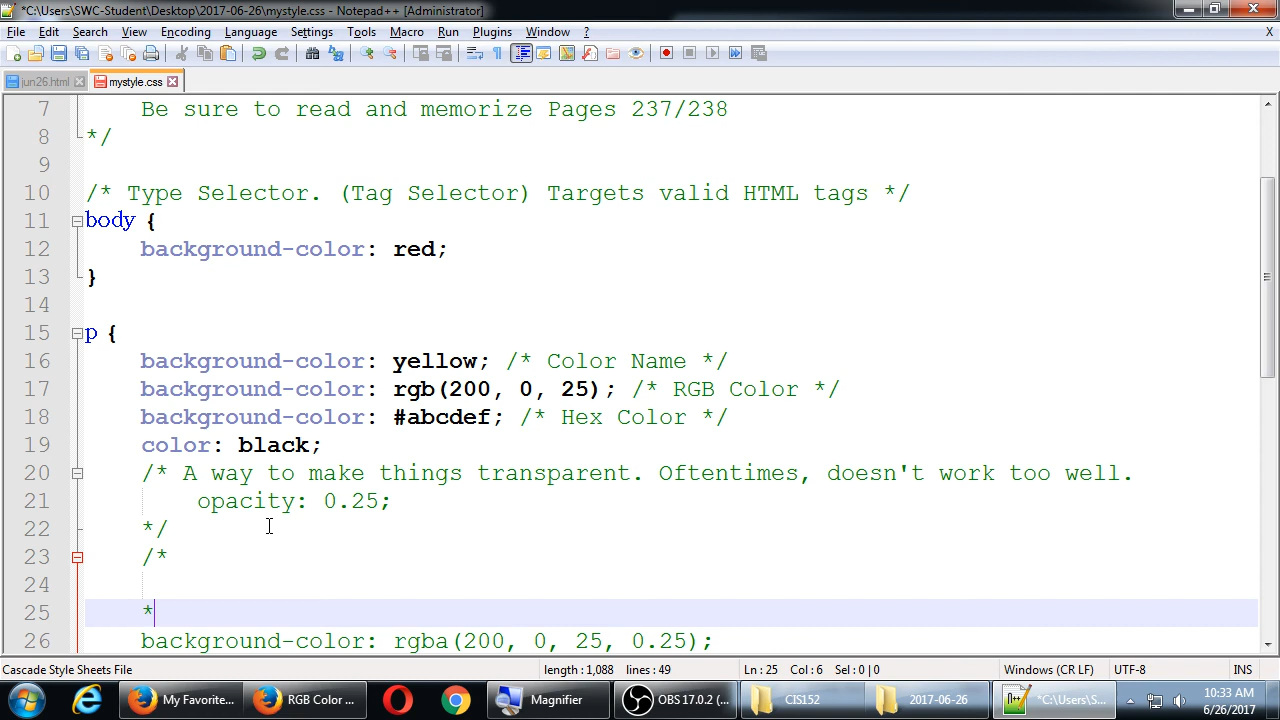 *C:\Users\SWC-Student\Desktop\2017-06-26\mystyle.css - Notepad++ [Administrator]
File Edit Search View Encoding Language Settings Tools Macro Run Plugins Window ? X
jun26.html mystyle.css
7 Be sure to read and memorize Pages 237/238
8 */
9
10 /* Type Selector. (Tag Selector) Targets valid HTML tags */
11 body {
12 background-color: red;
13 }
14
15 p {
16 background-color: yellow; /* Color Name */
17 background-color: rgb(200, 0, 25); /* RGB Color */
18 background-color: #abcdef; /* Hex Color */
19 color: black;
20 /* A way to make things transparent. Oftentimes, doesn't work too well.
21 opacity: 0.25;
22 */
23 /*
24
25 *
26 background-color: rgba(200, 0, 25, 0.25);
Cascade Style Sheets File length : 1,088 lines : 49 Ln : 25 Col : 6 Sel : 0 | 0 Windows (CR LF) UTF-8 INS
My Favorite... RGB Color ... Magnifier OBS 17.0.2 (... CIS152 2017-06-26 *C:\Users\S... 10:33 AM
6/26/2017